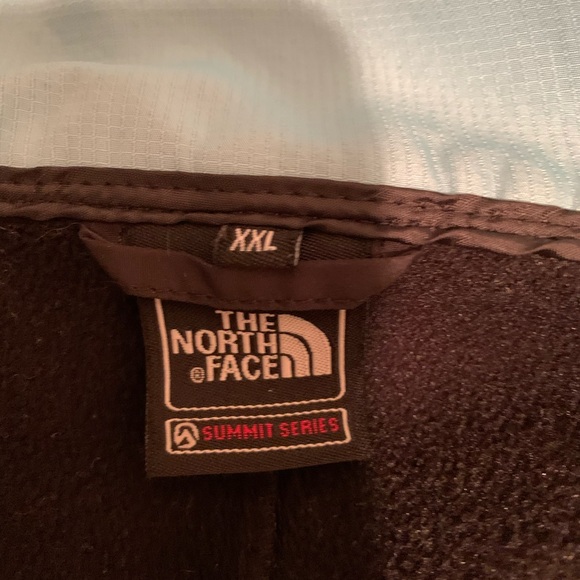 XXL
THE
NORTH
®FACE
SUMMIT SERIES